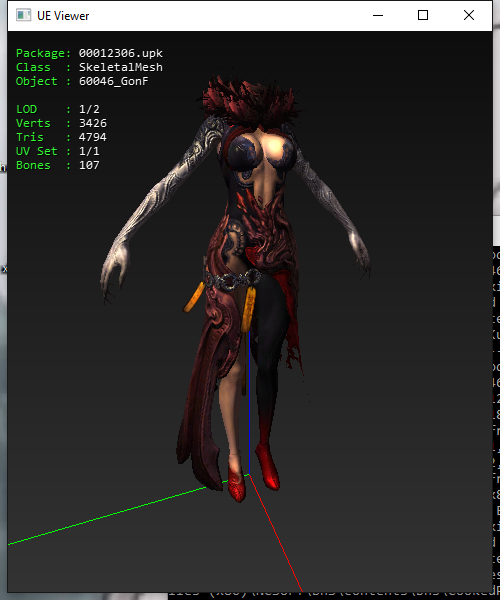 UE Viewer
Package: 00012306.upk
Class : SkeletalMesh
Object : 60046_GonF
LOD : 1/2
Verts : 3426
Tris : 4794
UV Set : 1/1
Bones : 107